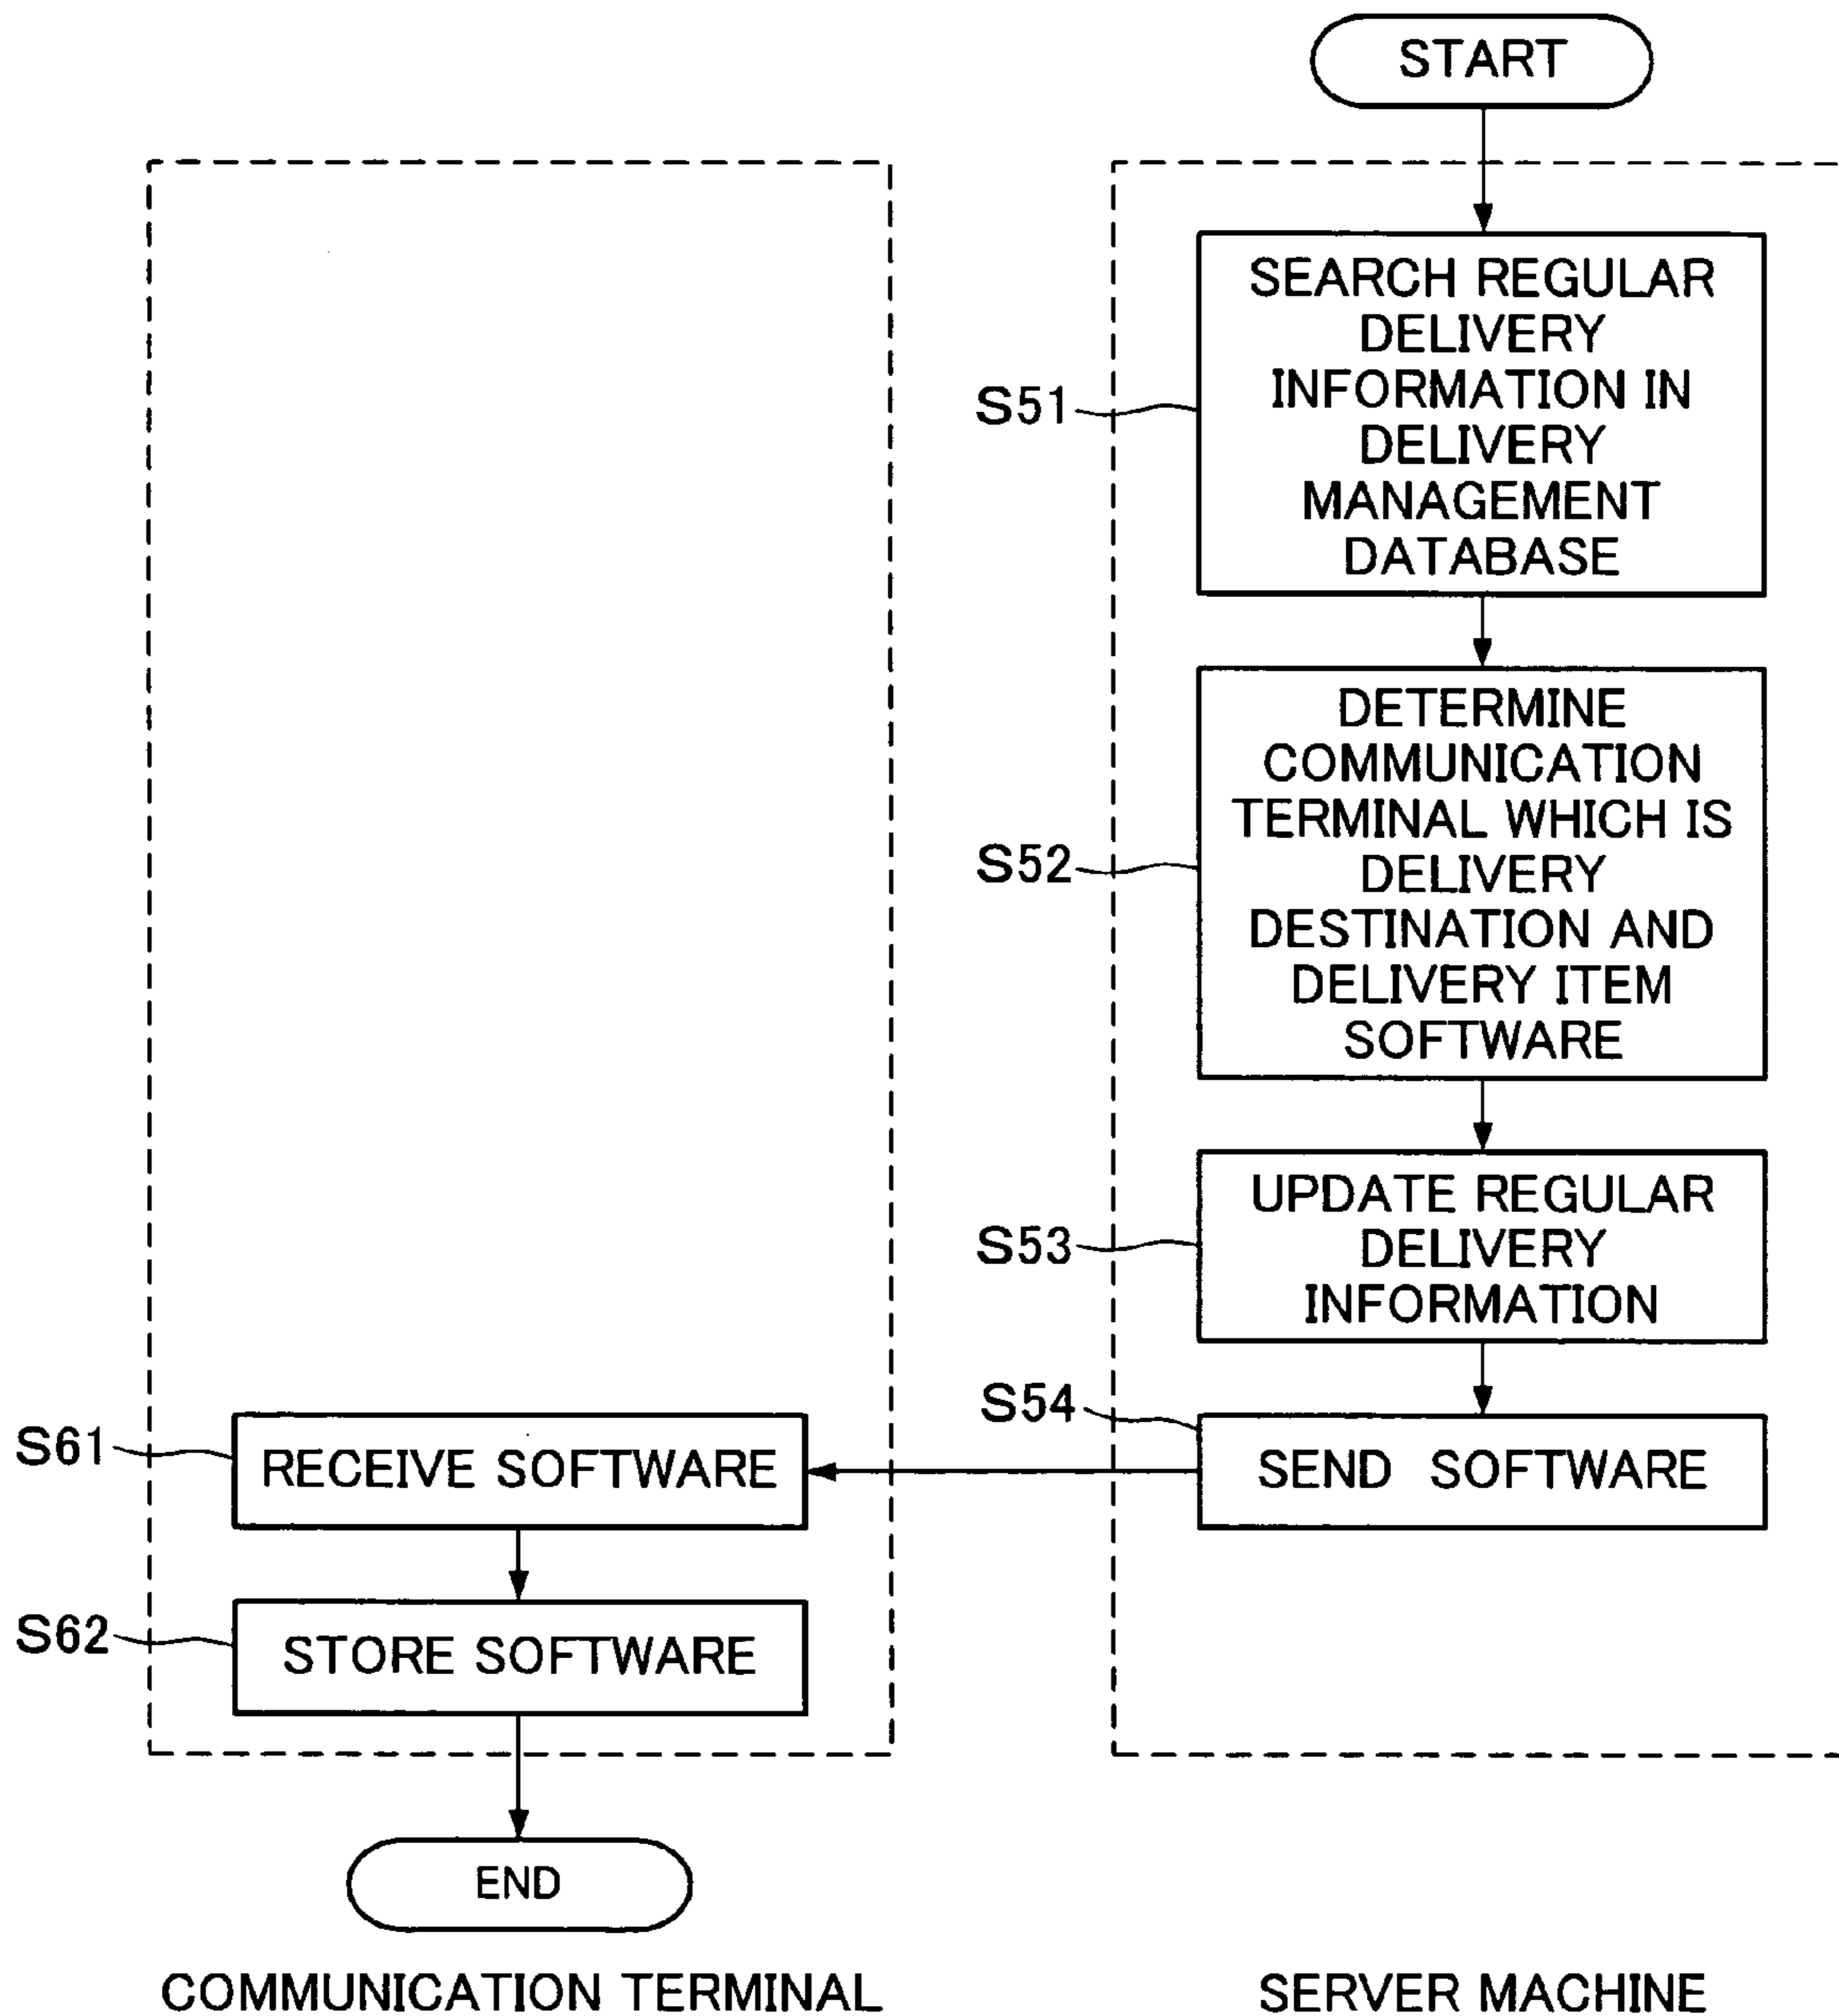 START
S51
SEARCH REGULAR
DELIVERY
INFORMATION IN
DELIVERY
MANAGEMENT
DATABASE
S52
DETERMINE
COMMUNICATION
TERMINAL WHICH IS
DELIVERY
DESTINATION AND
DELIVERY ITEM
SOFTWARE
S53
UPDATE REGULAR
DELIVERY
INFORMATION
S54
SEND SOFTWARE
S61
RECEIVE SOFTWARE
S62
STORE SOFTWARE
END
COMMUNICATION TERMINAL
SERVER MACHINE